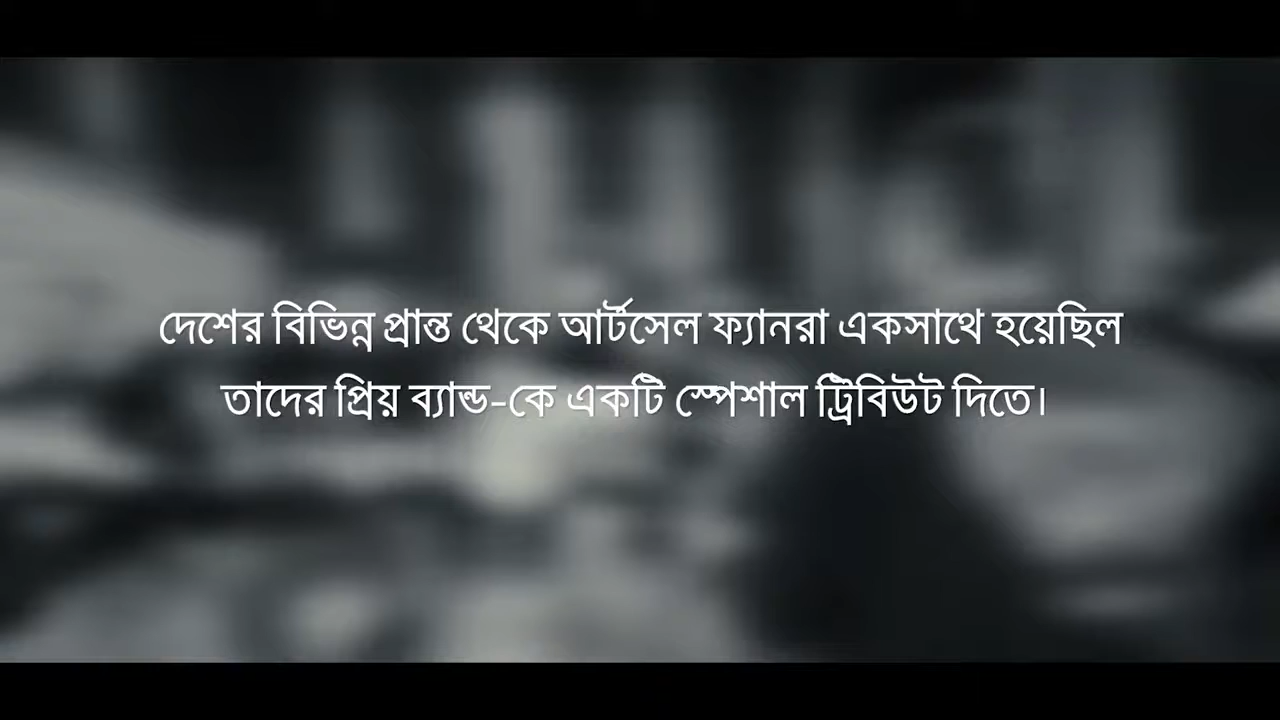 দেশের বিভিন্ন প্রান্ত থেকে আর্টসেল ফ্যানরা একসাথে হয়েছিল
তাদের প্রিয় ব্যান্ড-কে একটি স্পেশাল ট্রিবিউট দিতে।